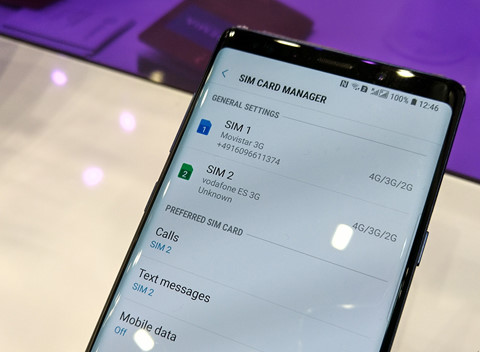 100% 12:46
SIM CARD MANAGER
GENERAL SETTINGS
1
SIM 1
Movistar 3G
+4916096611374
4G/3G/2G
2
SIM 2
vodafone ES 3G
Unknown
4G/3G/2G
PREFERRED SIM CARD
Calls
SIM 2
Text messages
SIM 2
Mobile data
Off